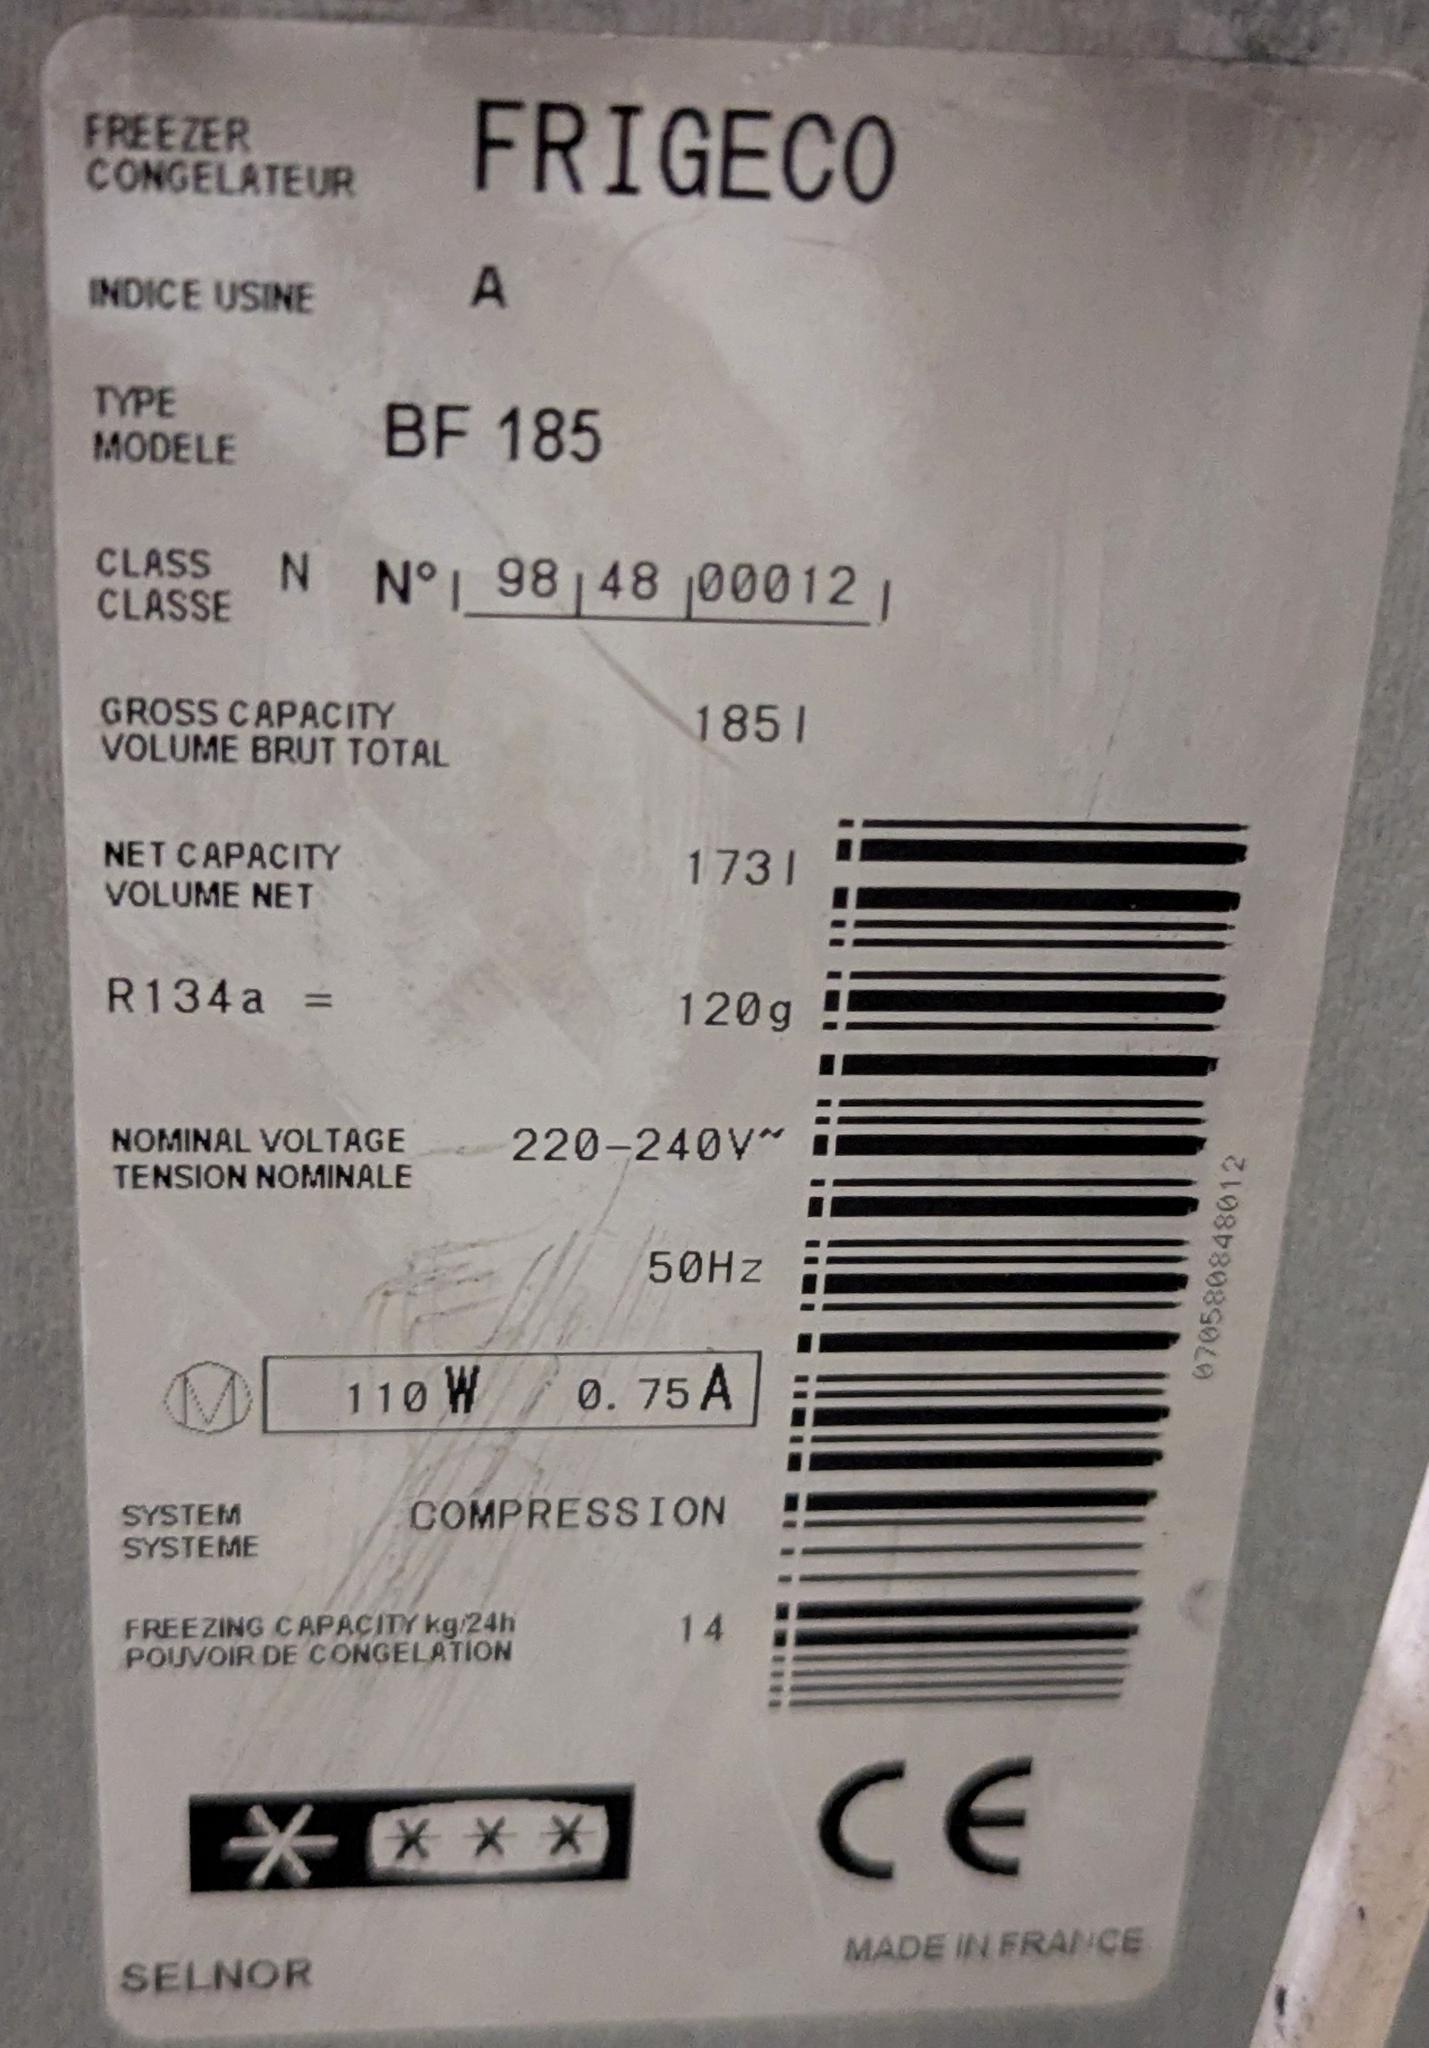 FREEZER FRIGECO
CONGELATEUR
INDICE USINE A
TYPE BF 185
MODELE
CLASS N N° 98 48 00012
CLASSE
GROSS CAPACITY 185 l
VOLUME BRUT TOTAL
NET CAPACITY 173 l
VOLUME NET
R134a = 120g
NOMINAL VOLTAGE 220-240V~
TENSION NOMINALE
50Hz
M 110 W 0.75 A
SYSTEM COMPRESSION
SYSTEME
FREEZING CAPACITY kg/24h 14
POUVOIR DE CONGELATION
070580848012
CE
MADE IN FRANCE
SELNOR